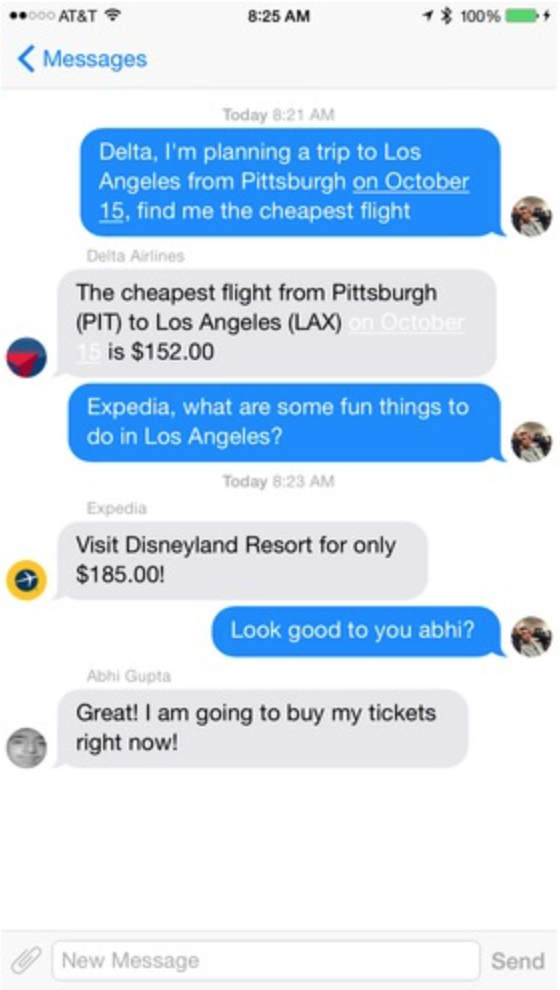 AT&T 8:25 AM 100%
Messages
Today 8:21 AM
Delta, I'm planning a trip to Los
Angeles from Pittsburgh on October
15, find me the cheapest flight
Delta Airlines
The cheapest flight from Pittsburgh
(PIT) to Los Angeles (LAX) on October
15 is $152.00
Expedia, what are some fun things to
do in Los Angeles?
Today 8:23 AM
Expedia
Visit Disneyland Resort for only
$185.00!
Look good to you abhi?
Abhi Gupta
Great! I am going to buy my tickets
right now!
New Message Send